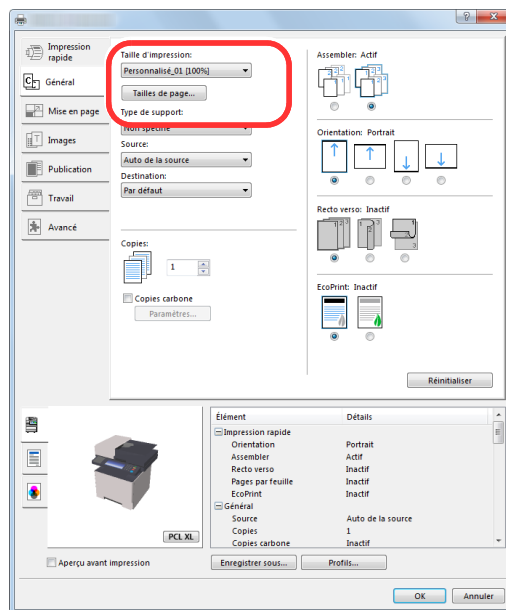 Impression
rapide
Général
Mise en page
Images
Publication
Travail
Avancé
Taille d'impression:
Personnalisé_01 [100%]
Tailles de page...
Type de support:
Non spécifié
Source:
Auto de la source
Destination:
Par défaut
Copies:
1
Copies carbone
Paramètres...
Assembler: Actif
Orientation: Portrait
Recto verso: Inactif
EcoPrint: Inactif
Réinitialiser
PCL XL
Aperçu avant impression
Élément Détails
Impression rapide
Orientation Portrait
Assembler Actif
Recto verso Inactif
Pages par feuille Inactif
EcoPrint Inactif
Général
Source Auto de la source
Copies 1
Copies carbone Inactif
Enregistrer sous... Profils...
OK Annuler